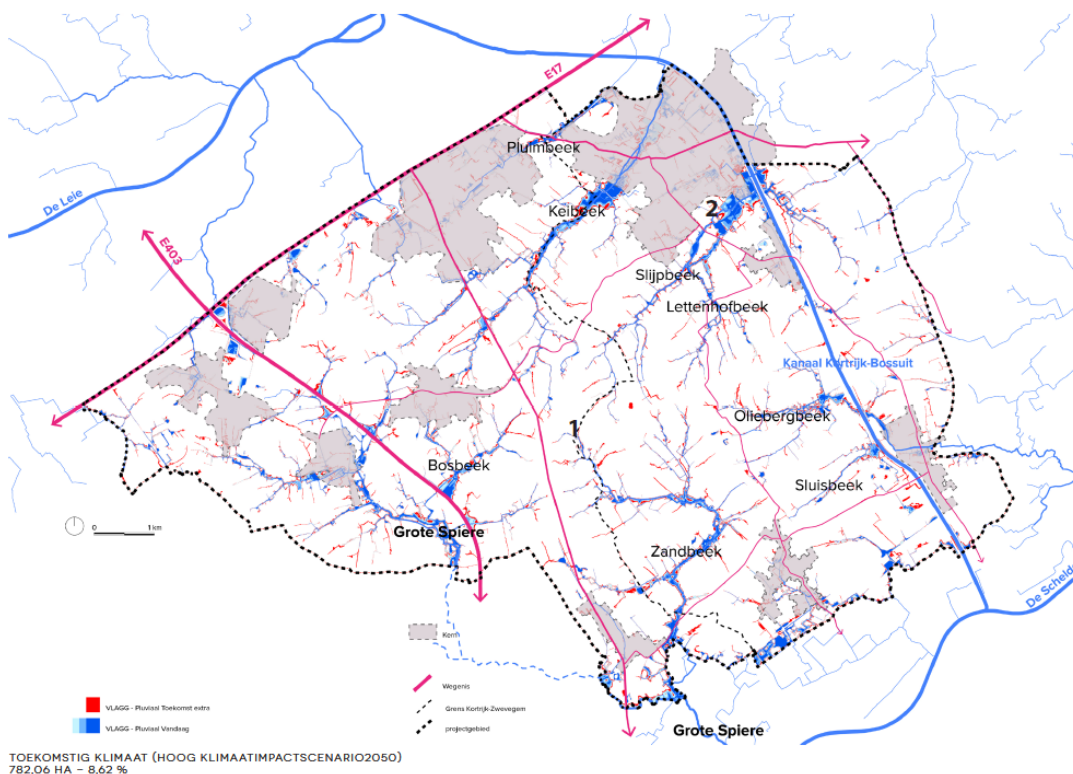 E17
Pluimbeek
De Leie
Keibeek
2
E403
Slijpbeek
Lettenhofbeek
Kanaal Kortrijk-Bossuit
Oliebergbeek
1
Bosbeek
Sluisbeek
0 1 km
Grote Spiere
Zandbeek
De Scheld
Kern
Wegenis
VLAGG - Pluviaal Toekomst extra
Grens Kortrijk-Zwevegem
VLAGG - Pluviaal Vandaag
projectgebied
Grote Spiere
TOEKOMSTIG KLIMAAT (HOOG KLIMAATIMPACTSCENARIO2050)
782,06 HA - 8,62 %